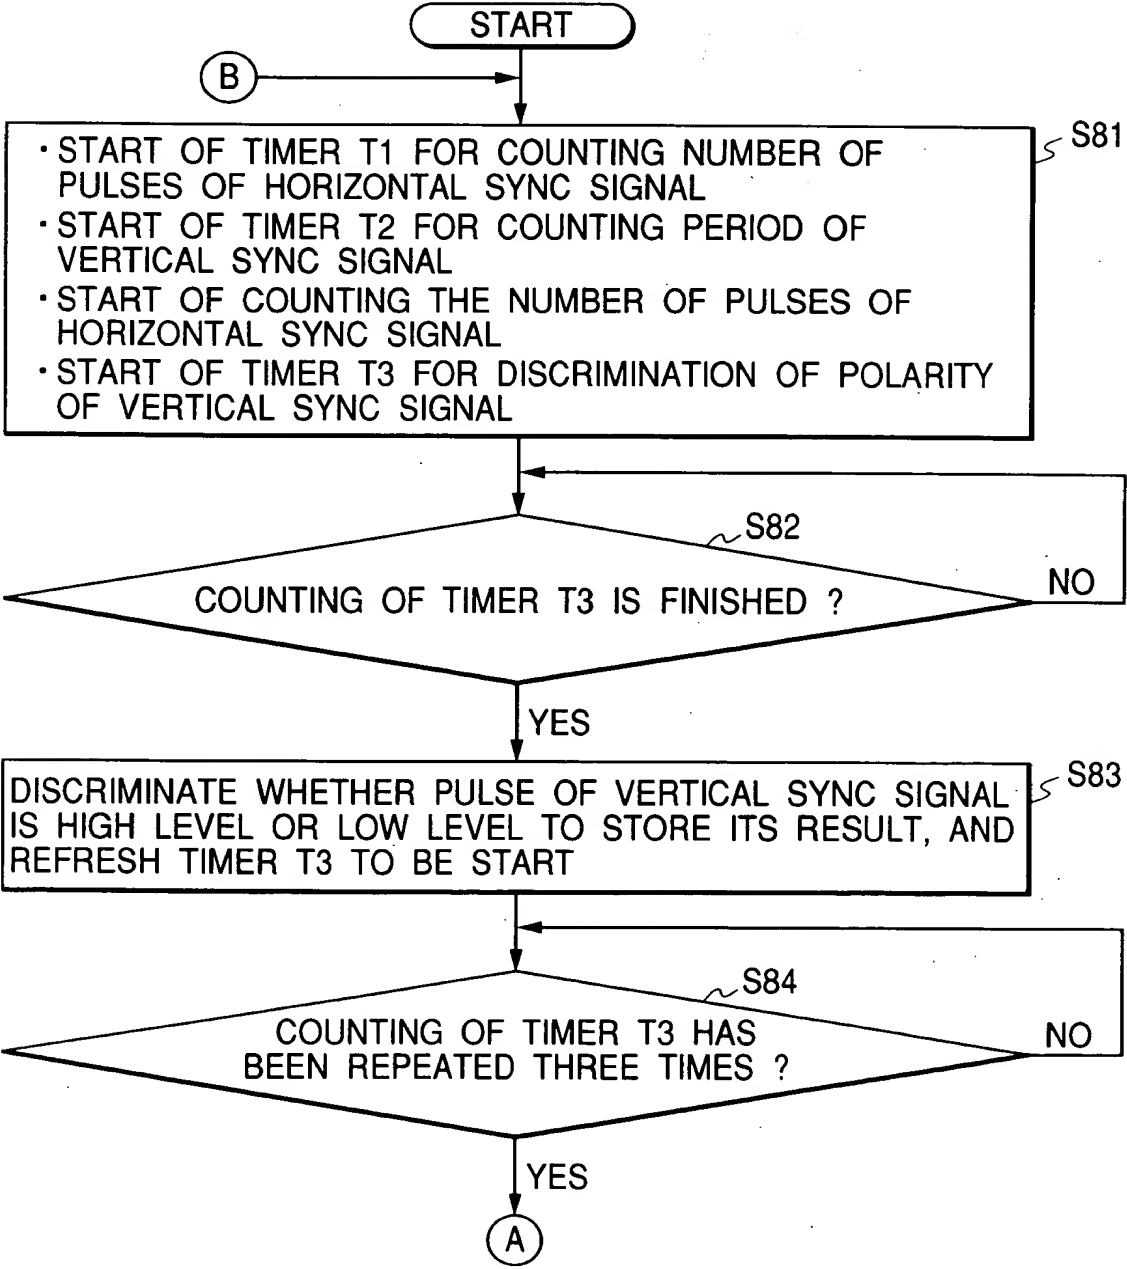 START
B
S81
· START OF TIMER T1 FOR COUNTING NUMBER OF
PULSES OF HORIZONTAL SYNC SIGNAL
· START OF TIMER T2 FOR COUNTING PERIOD OF
VERTICAL SYNC SIGNAL
· START OF COUNTING THE NUMBER OF PULSES OF
HORIZONTAL SYNC SIGNAL
· START OF TIMER T3 FOR DISCRIMINATION OF POLARITY
OF VERTICAL SYNC SIGNAL
S82
COUNTING OF TIMER T3 IS FINISHED ?
NO
YES
S83
DISCRIMINATE WHETHER PULSE OF VERTICAL SYNC SIGNAL
IS HIGH LEVEL OR LOW LEVEL TO STORE ITS RESULT, AND
REFRESH TIMER T3 TO BE START
S84
COUNTING OF TIMER T3 HAS
BEEN REPEATED THREE TIMES ?
NO
YES
A